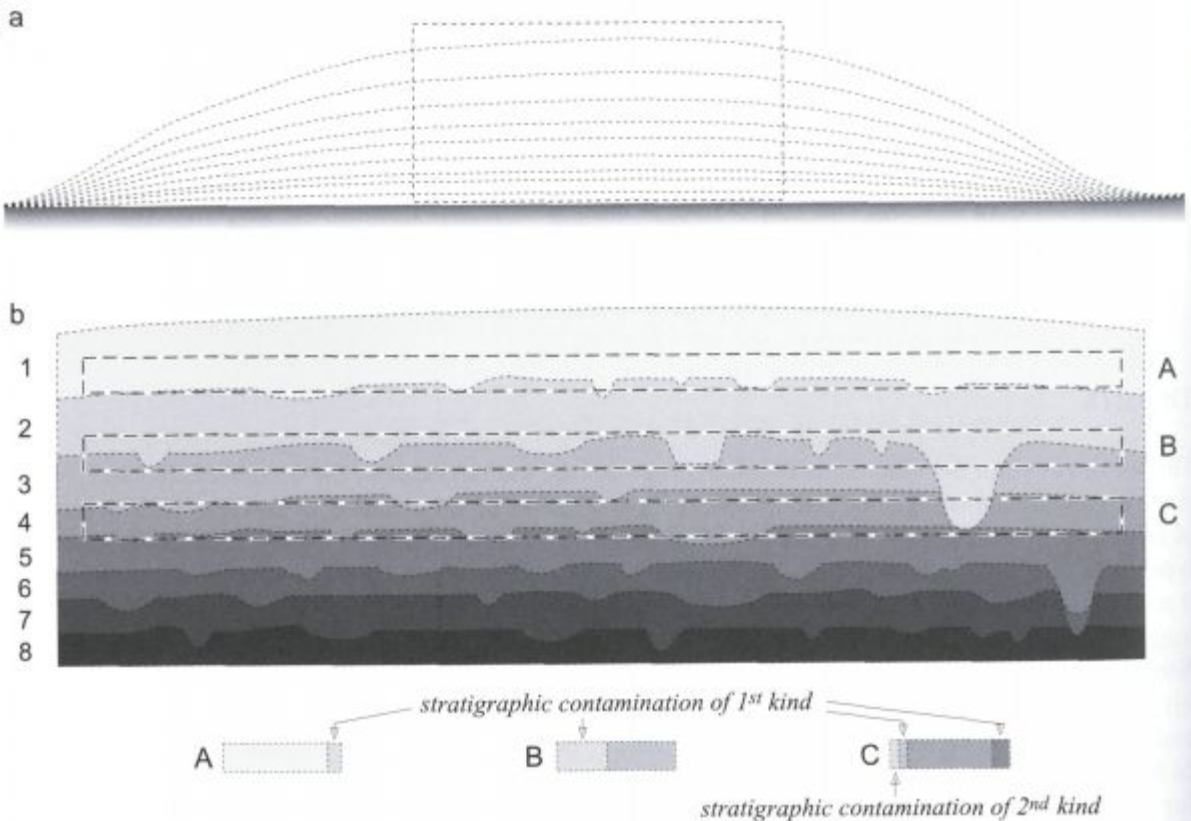 a
b
1
A
2
B
3
4
C
5
6
7
8
stratigraphic contamination of 1st kind
A
B
C
stratigraphic contamination of 2nd kind